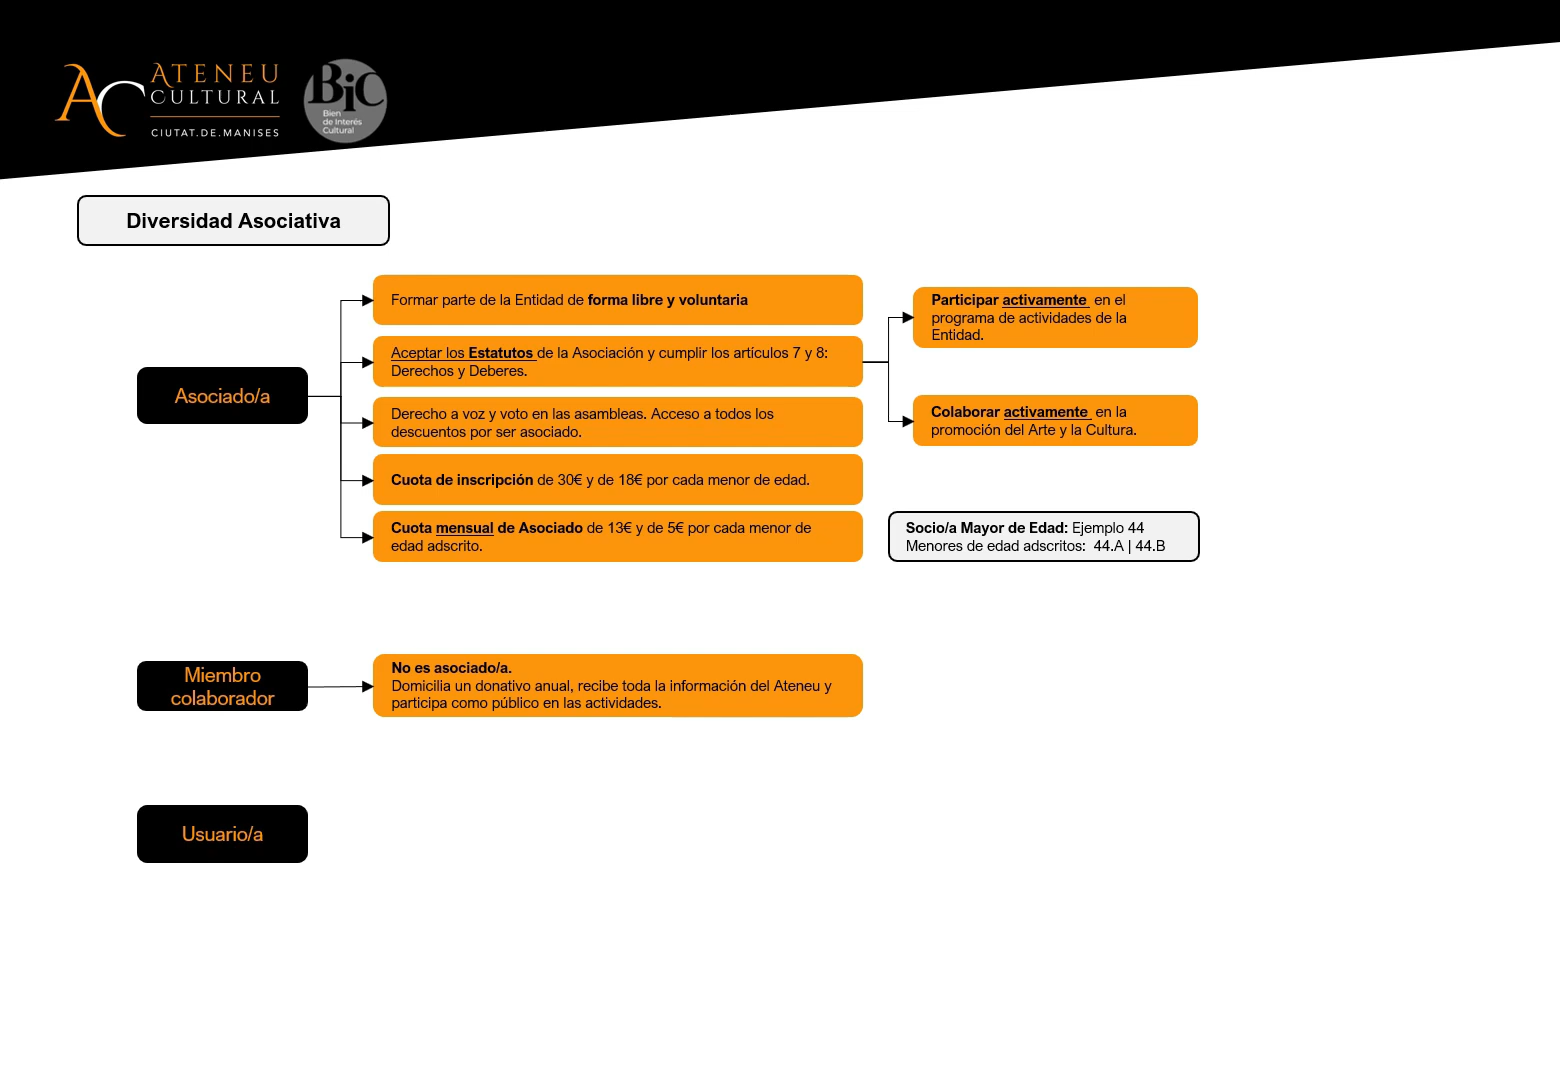 ATENEU
CULTURAL
CIUTAT.DE.MANISES
BiC
Bien
de Interés
Cultural
Diversidad Asociativa
Formar parte de la Entidad de forma libre y voluntaria
Aceptar los Estatutos de la Asociación y cumplir los artículos 7 y 8:
Derechos y Deberes.
Participar activamente en el
programa de actividades de la
Entidad.
Asociado/a
Derecho a voz y voto en las asambleas. Acceso a todos los
descuentos por ser asociado.
Colaborar activamente en la
promoción del Arte y la Cultura.
Cuota de inscripción de 30€ y de 18€ por cada menor de edad.
Cuota mensual de Asociado de 13€ y de 5€ por cada menor de
edad adscrito.
Socio/a Mayor de Edad: Ejemplo 44
Menores de edad adscritos: 44.A | 44.B
Miembro
colaborador
No es asociado/a.
Domicilia un donativo anual, recibe toda la información del Ateneu y
participa como público en las actividades.
Usuario/a